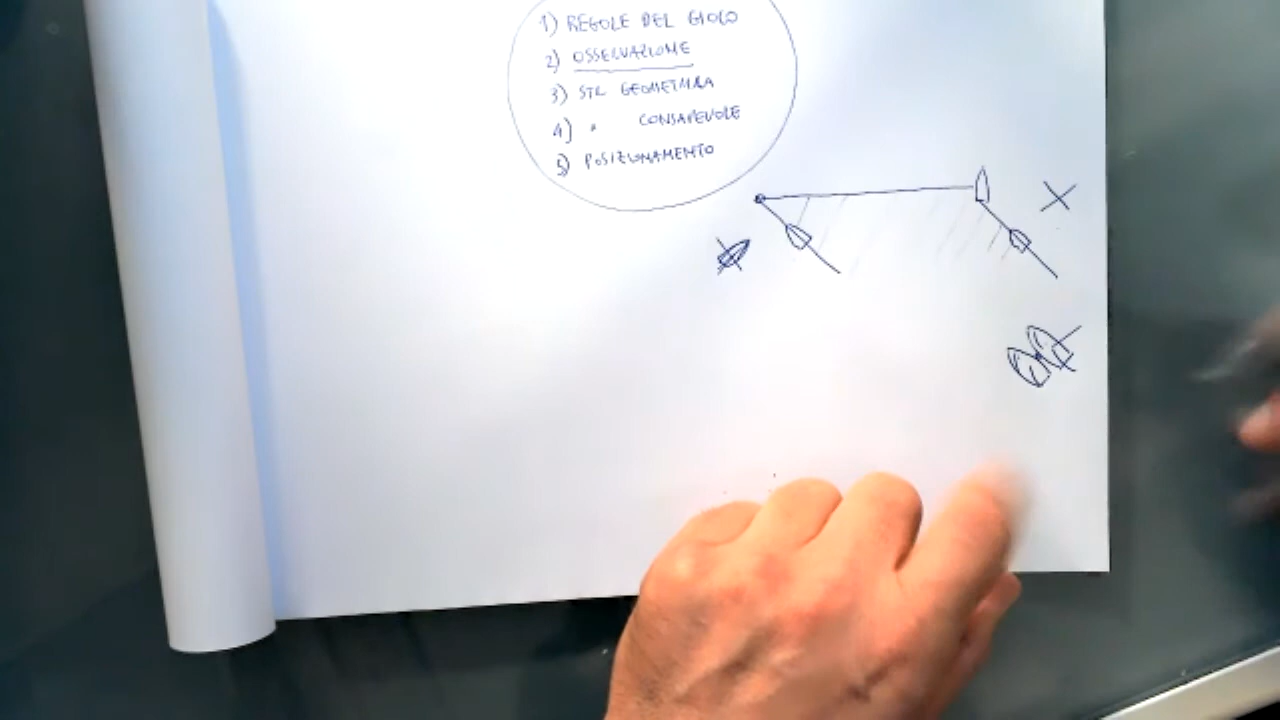 1) REGOLE DEL GIOCO
2) OSSERVAZIONE
3) STR GEOMETRICA
4) " CONSAPEVOLE
5) POSIZIONAMENTO